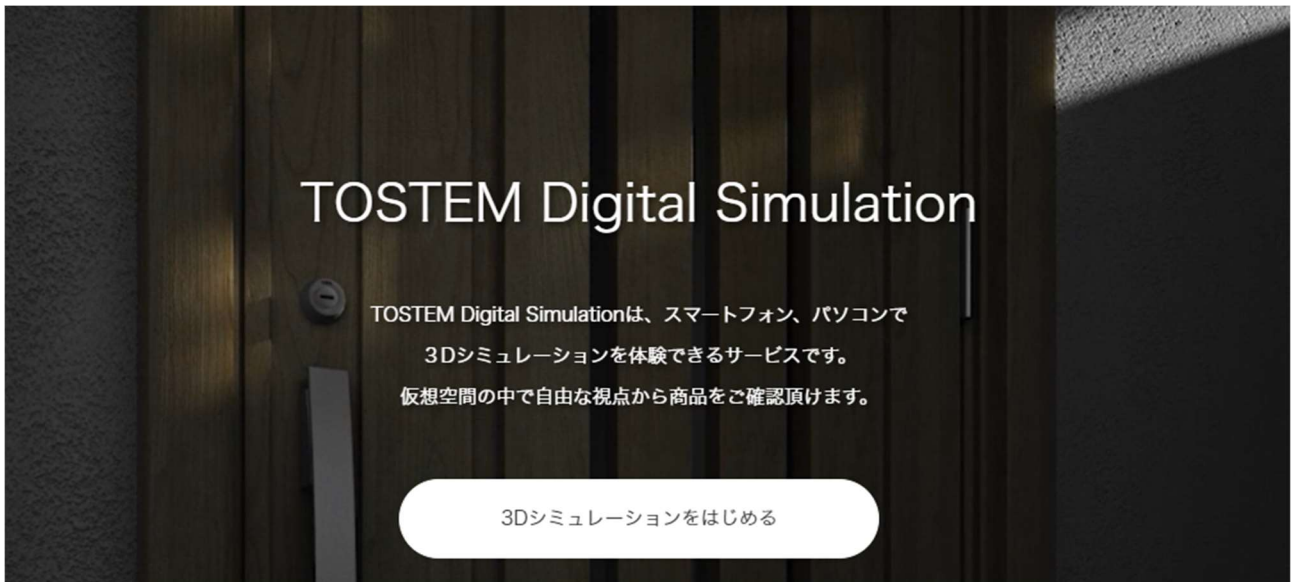 TOSTEM Digital Simulation
TOSTEM Digital Simulationは、スマートフォン、パソコンで
３Dシミュレーションを体験できるサービスです。
仮想空間の中で自由な視点から商品をご確認頂けます。
3Dシミュレーションをはじめる